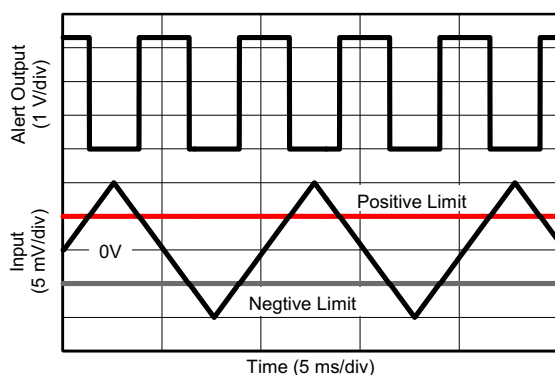 Alert Output
(1 V/div)
Positive Limit
Input
(5 mV/div)
0V
Negtive Limit
Time (5 ms/div)